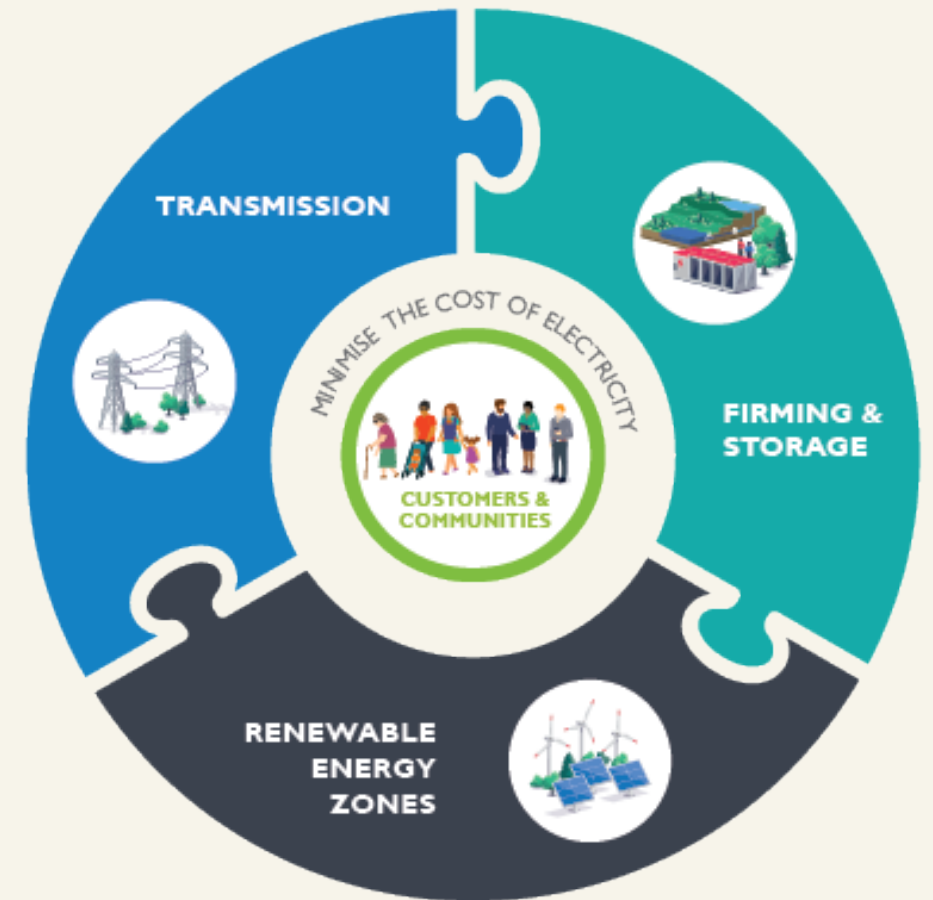 TRANSMISSION
FIRMING &
STORAGE
MINIMISE THE COST OF ELECTRICITY
CUSTOMERS &
COMMUNITIES
RENEWABLE
ENERGY
ZONES